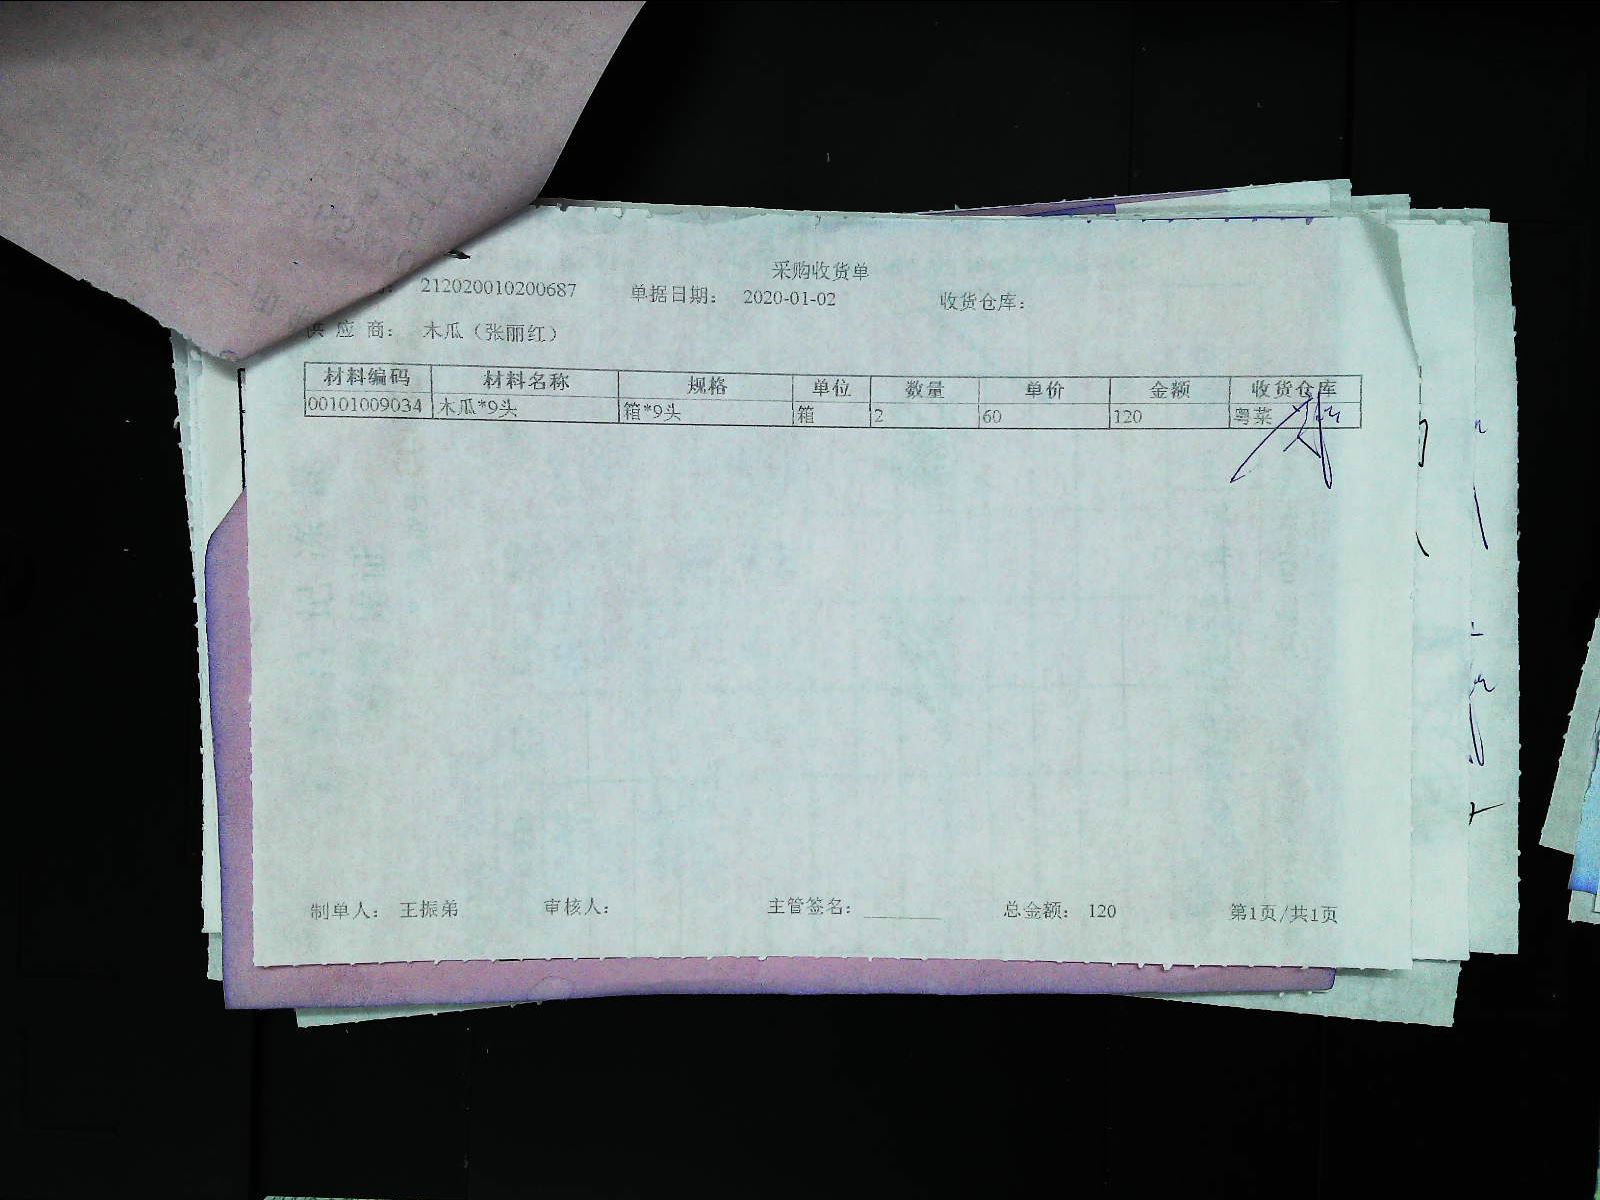 采购收货单
212020010200687 单据日期： 2020-01-02 收货仓库：
供 应 商： 木瓜（张丽红）
材料编码 材料名称 规格 单位 数量 单价 金额 收货仓库
00101009034 木瓜*9头 箱*9头 箱 2 60 120 粤菜
制单人： 王振弟 审核人： 主管签名： 总金额： 120 第1页/共1页